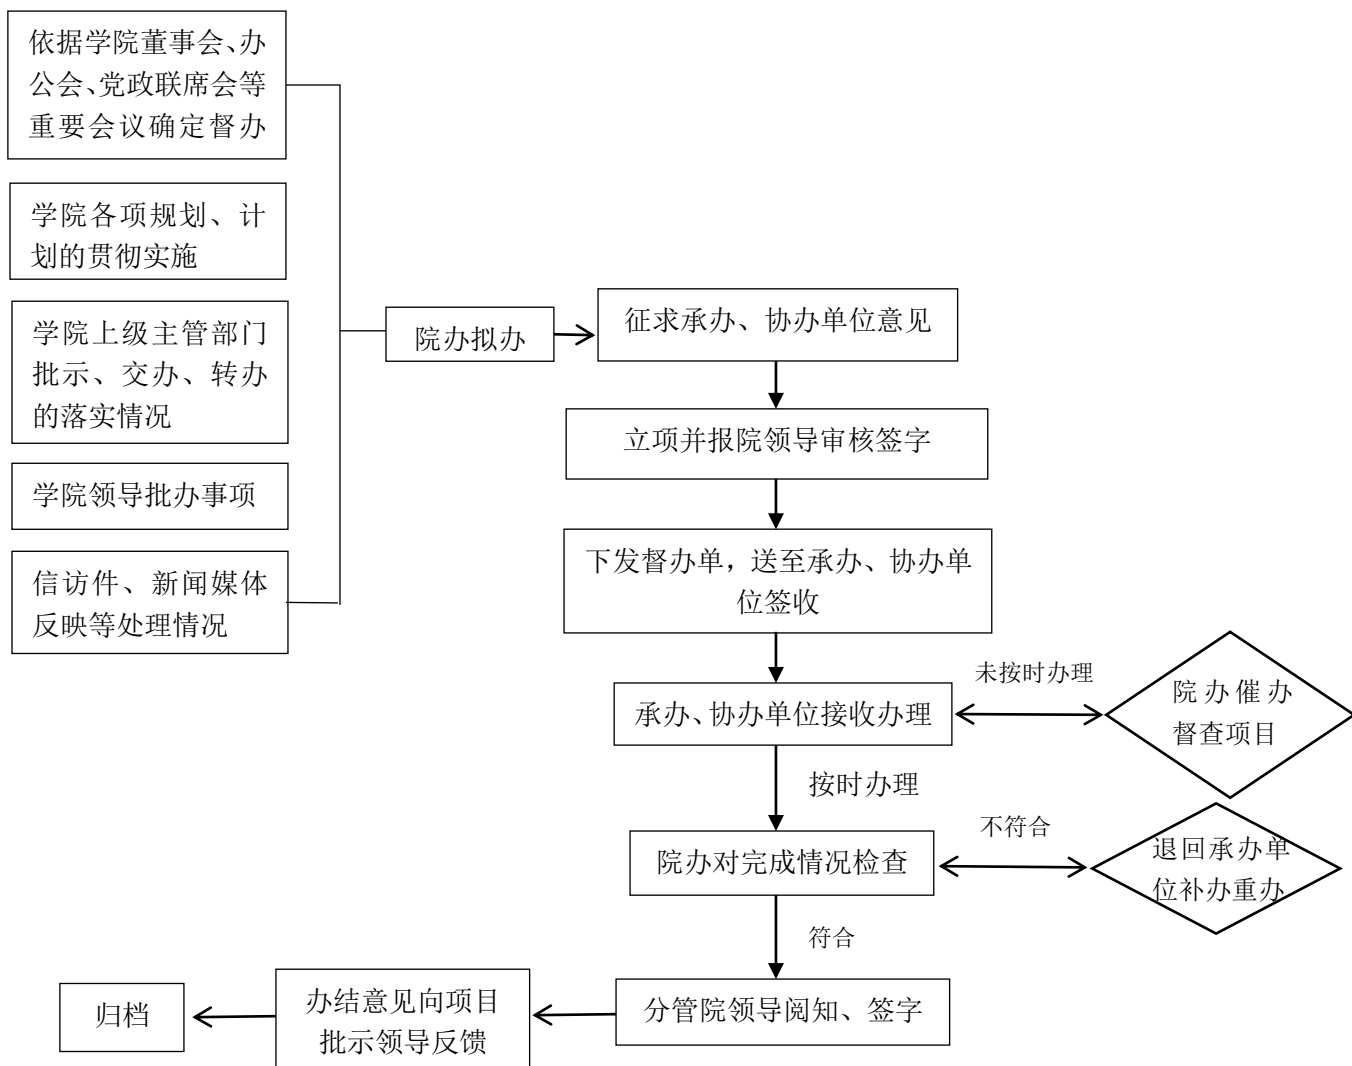 依据学院董事会、办
公会、党政联席会等
重要会议确定督办
学院各项规划、计
划的贯彻实施
学院上级主管部门
批示、交办、转办
的落实情况
学院领导批办事项
信访件、新闻媒体
反映等处理情况
院办拟办
征求承办、协办单位意见
立项并报院领导审核签字
下发督办单，送至承办、协办单
位签收
承办、协办单位接收办理
未按时办理
院办催办
督查项目
按时办理
院办对完成情况检查
不符合
退回承办单
位补办重办
符合
分管院领导阅知、签字
办结意见向项目
批示领导反馈
归档